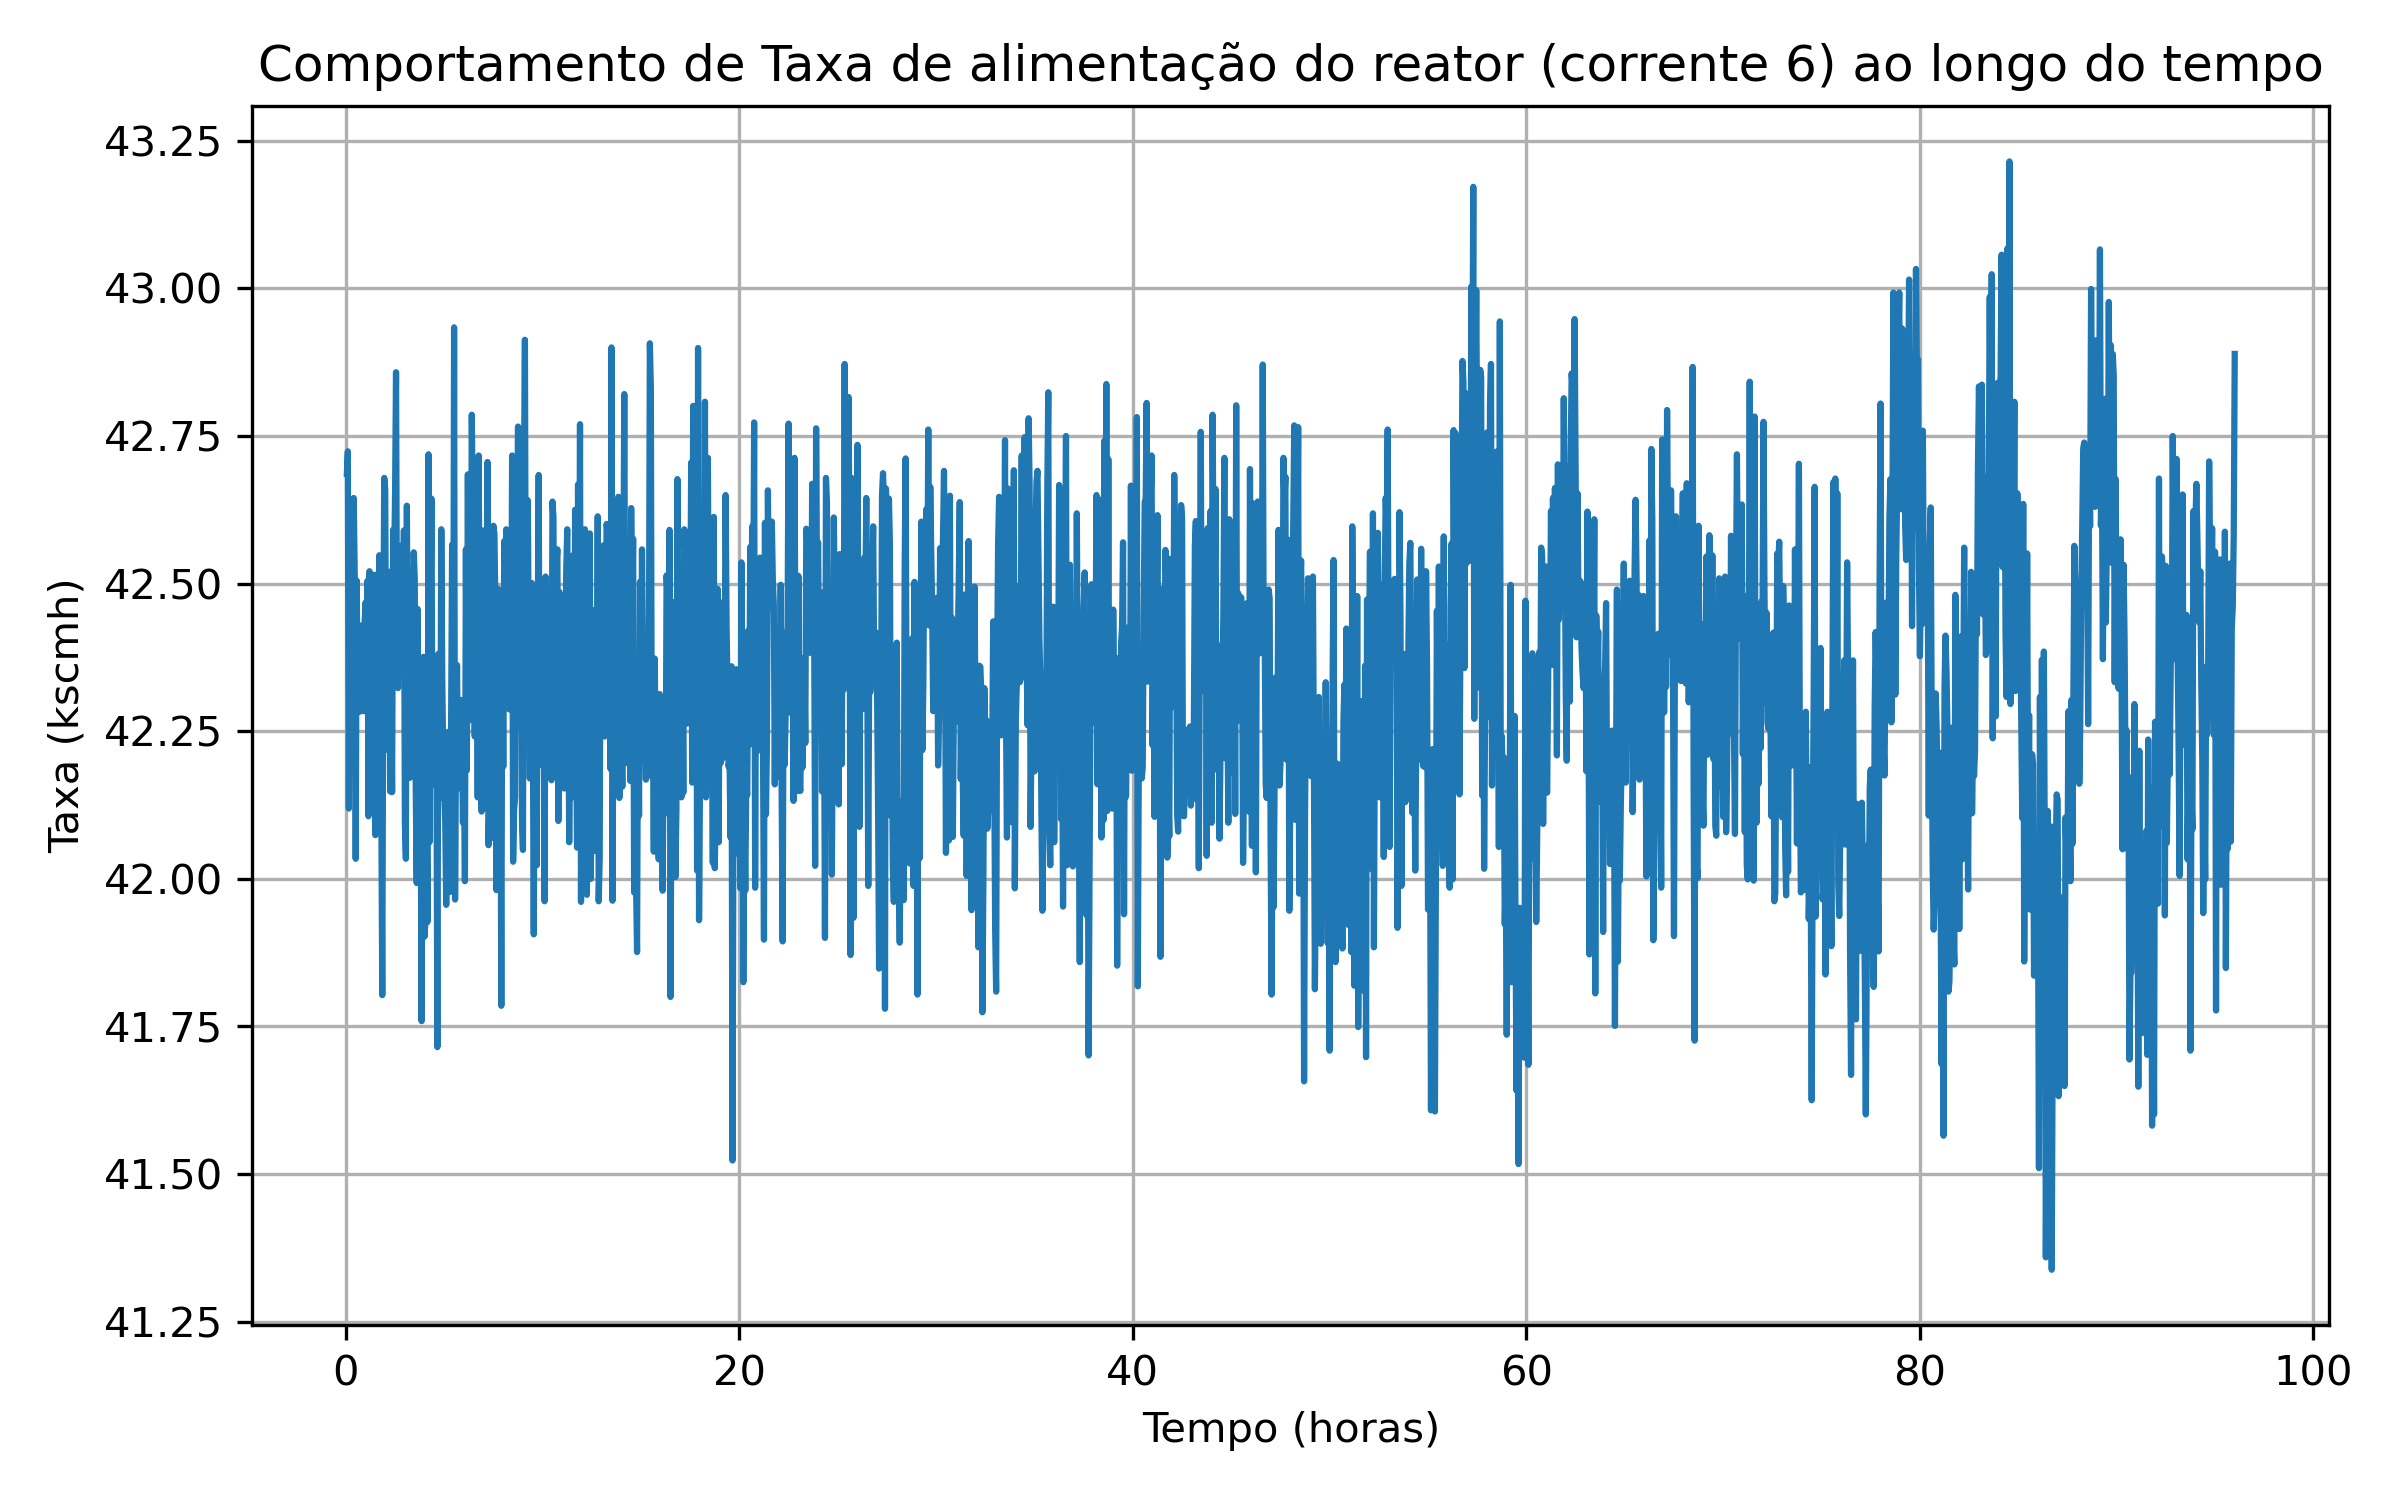 Comportamento de Taxa de alimentação do reator (corrente 6) ao longo do tempo
Taxa (kscmh)
43.25
43.00
42.75
42.50
42.25
42.00
41.75
41.50
41.25
0 20 40 60 80 100
Tempo (horas)